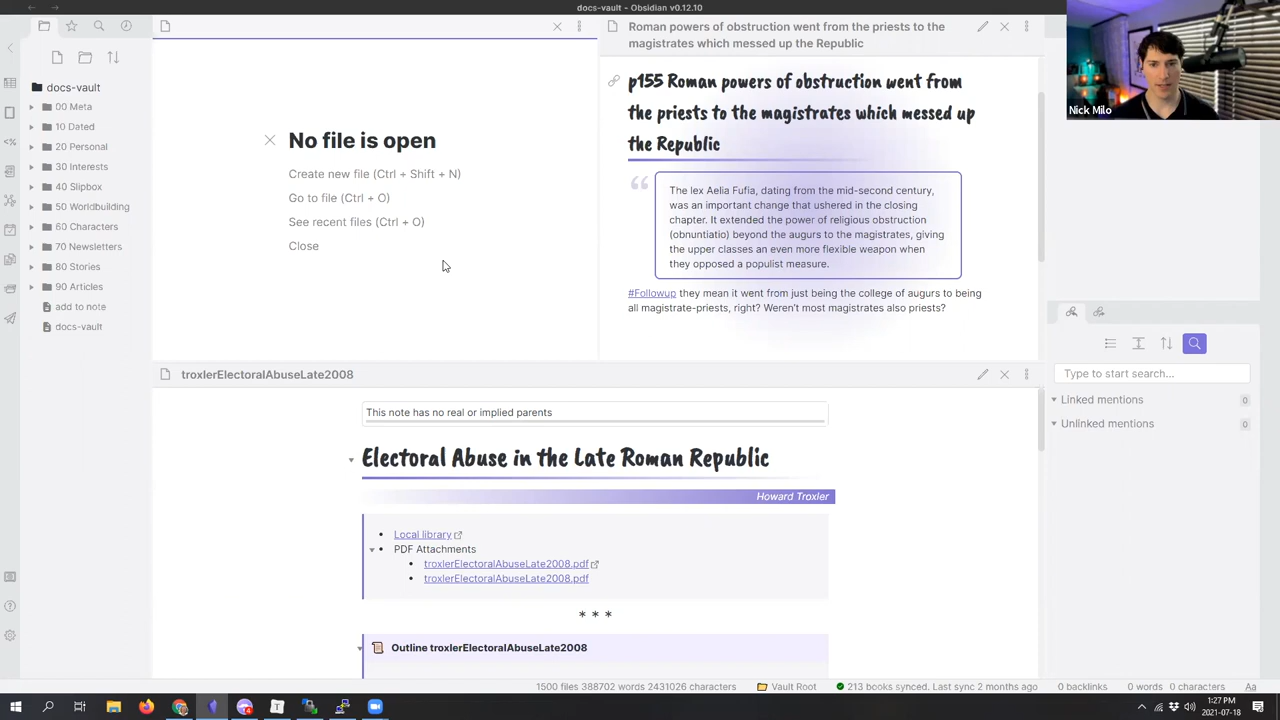 docs-vault - Obsidian v0.12.10
Roman powers of obstruction went from the priests to the
magistrates which messed up the Republic
Nick Milo
docs-vault
00 Meta
10 Dated
20 Personal
30 Interests
40 Slipbox
50 Worldbuilding
60 Characters
70 Newsletters
80 Stories
90 Articles
add to note
docs-vault
No file is open
Create new file (Ctrl + Shift + N)
Go to file (Ctrl + O)
See recent files (Ctrl + O)
Close
p155 Roman powers of obstruction went from
the priests to the magistrates which messed up
the Republic
The lex Aelia Fufia, dating from the mid-second century,
was an important change that ushered in the closing
chapter. It extended the power of religious obstruction
(obnuntiatio) beyond the augurs to the magistrates, giving
the upper classes an even more flexible weapon when
they opposed a populist measure.
#Followup they mean it went from just being the college of augurs to being
all magistrate-priests, right? Weren't most magistrates also priests?
troxlerElectoralAbuseLate2008
This note has no real or implied parents
Electoral Abuse in the Late Roman Republic
Howard Troxler
Local library
PDF Attachments
troxlerElectoralAbuseLate2008.pdf
troxlerElectoralAbuseLate2008.pdf
* * *
Outline troxlerElectoralAbuseLate2008
Type to start search...
Linked mentions 0
Unlinked mentions 0
1500 files 388702 words 2431026 characters Vault Root 213 books synced. Last sync 2 months ago 0 backlinks 0 words 0 characters Aa
1:27 PM
2021-07-18